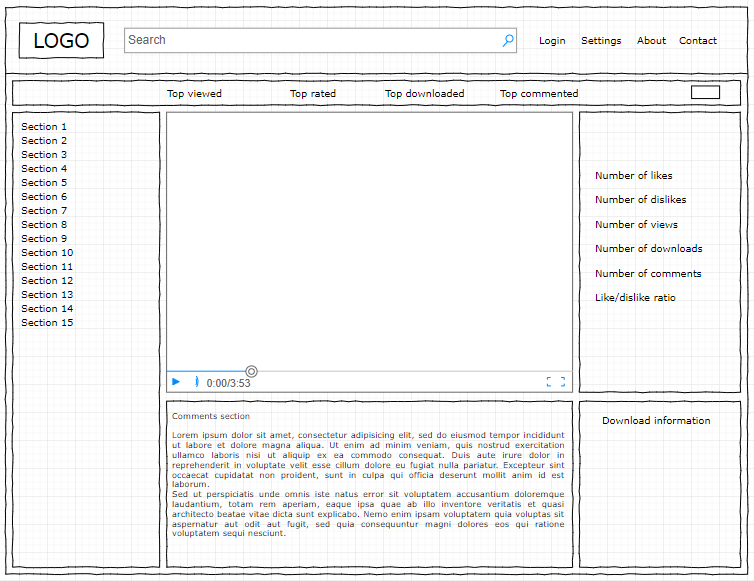 LOGO
Search
Login Settings About Contact
Top viewed Top rated Top downloaded Top commented
Section 1
Section 2
Section 3
Section 4
Section 5
Section 6
Section 7
Section 8
Section 9
Section 10
Section 11
Section 12
Section 13
Section 14
Section 15
0:00/3:53
Number of likes
Number of dislikes
Number of views
Number of downloads
Number of comments
Like/dislike ratio
Comments section
Lorem ipsum dolor sit amet, consectetur adipisicing elit, sed do eiusmod tempor incididunt
ut labore et dolore magna aliqua. Ut enim ad minim veniam, quis nostrud exercitation
ullamco laboris nisi ut aliquip ex ea commodo consequat. Duis aute irure dolor in
reprehenderit in voluptate velit esse cillum dolore eu fugiat nulla pariatur. Excepteur sint
occaecat cupidatat non proident, sunt in culpa qui officia deserunt mollit anim id est
laborum.
Sed ut perspiciatis unde omnis iste natus error sit voluptatem accusantium doloremque
laudantium, totam rem aperiam, eaque ipsa quae ab illo inventore veritatis et quasi
architecto beatae vitae dicta sunt explicabo. Nemo enim ipsam voluptatem quia voluptas sit
aspernatur aut odit aut fugit, sed quia consequuntur magni dolores eos qui ratione
voluptatem sequi nesciunt.
Download information